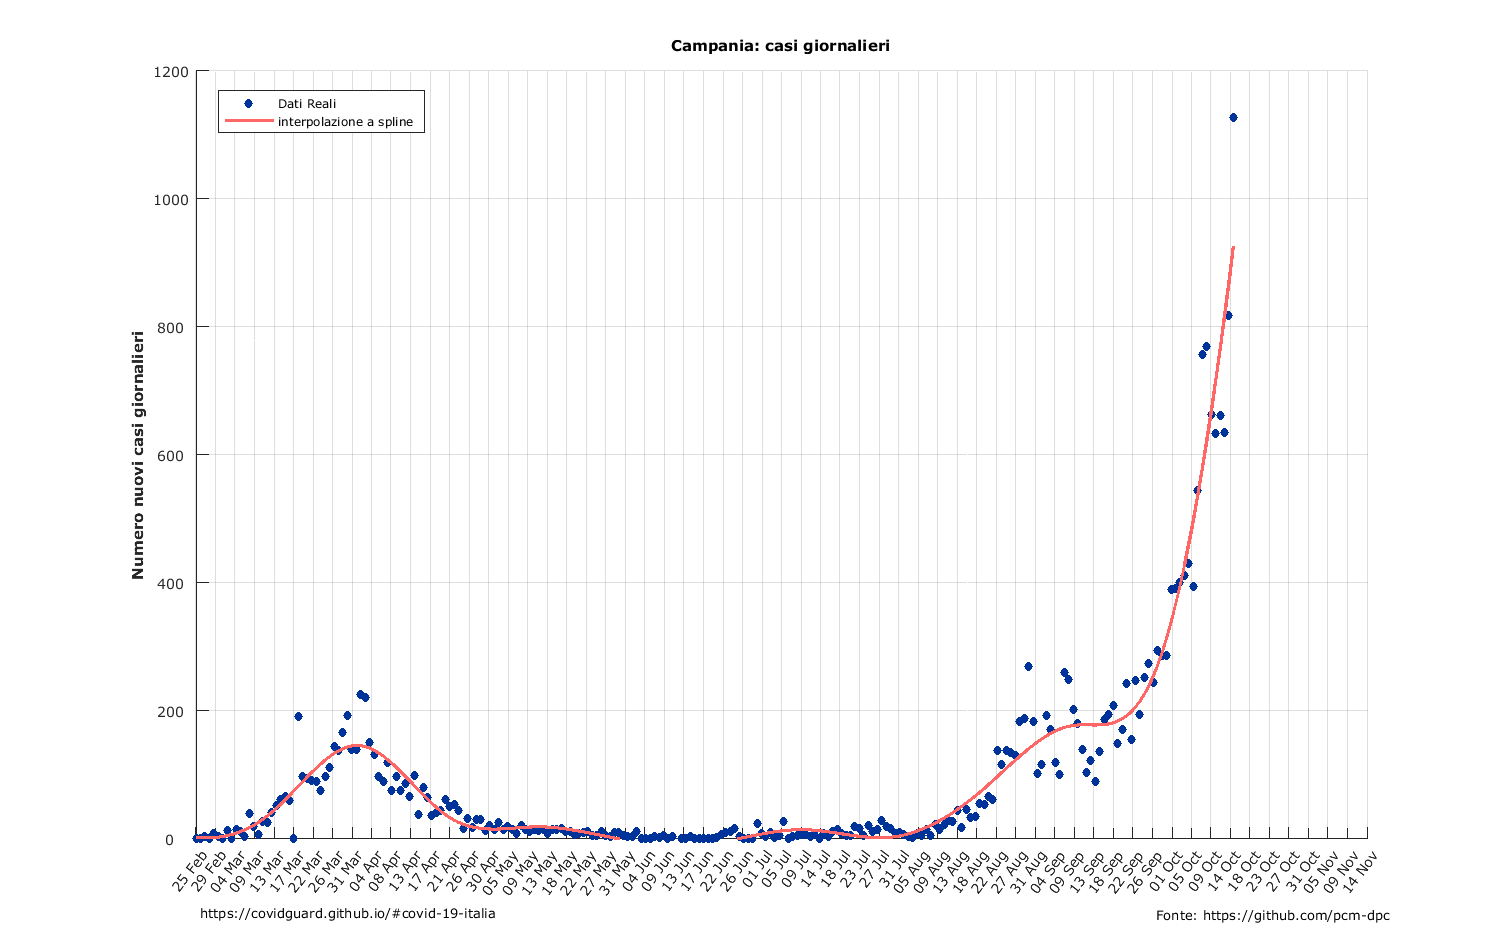 Campania: casi giornalieri
1200
1000
800
600
400
200
0
Numero nuovi casi giornalieri
Dati Reali
interpolazione a spline
25 Feb
29 Feb
04 Mar
09 Mar
13 Mar
17 Mar
22 Mar
26 Mar
31 Mar
04 Apr
08 Apr
13 Apr
17 Apr
21 Apr
26 Apr
30 Apr
05 May
09 May
13 May
18 May
22 May
27 May
31 May
04 Jun
09 Jun
13 Jun
17 Jun
22 Jun
26 Jun
01 Jul
05 Jul
09 Jul
14 Jul
18 Jul
23 Jul
27 Jul
31 Jul
05 Aug
09 Aug
13 Aug
18 Aug
22 Aug
27 Aug
31 Aug
04 Sep
09 Sep
13 Sep
18 Sep
22 Sep
26 Sep
01 Oct
05 Oct
09 Oct
14 Oct
18 Oct
23 Oct
27 Oct
31 Oct
05 Nov
09 Nov
14 Nov
https://covidguard.github.io/#covid-19-italia
Fonte: https://github.com/pcm-dpc